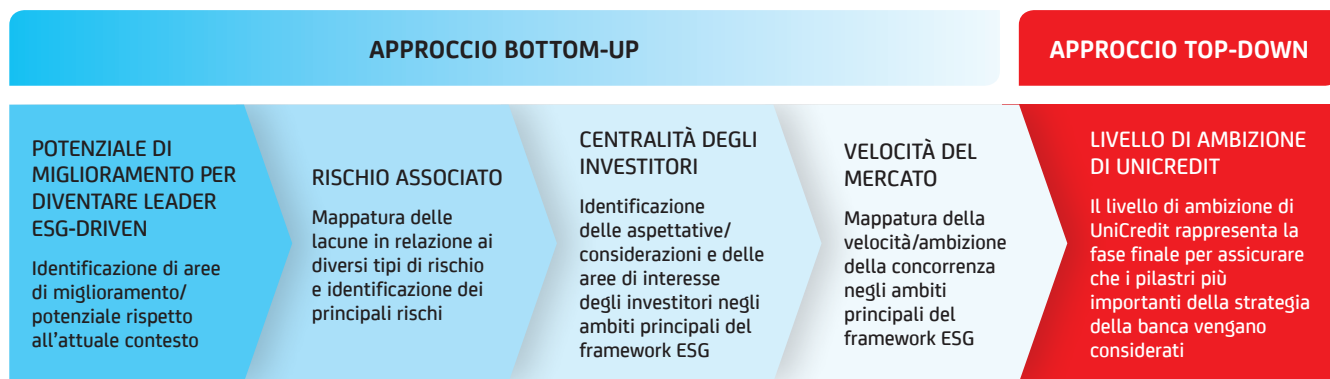 APPROCCIO BOTTOM-UP
APPROCCIO TOP-DOWN
POTENZIALE DI
MIGLIORAMENTO PER
DIVENTARE LEADER
ESG-DRIVEN
Identificazione di aree
di miglioramento/
potenziale rispetto
all'attuale contesto
RISCHIO ASSOCIATO
Mappatura delle
lacune in relazione ai
diversi tipi di rischio
e identificazione dei
principali rischi
CENTRALITÀ DEGLI
INVESTITORI
Identificazione
delle aspettative/
considerazioni e delle
aree di interesse
degli investitori negli
ambiti principali del
framework ESG
VELOCITÀ DEL
MERCATO
Mappatura della
velocità/ambizione
della concorrenza
negli ambiti
principali del
framework ESG
LIVELLO DI AMBIZIONE
DI UNICREDIT
Il livello di ambizione di
UniCredit rappresenta la
fase finale per assicurare
che i pilastri più
importanti della strategia
della banca vengano
considerati